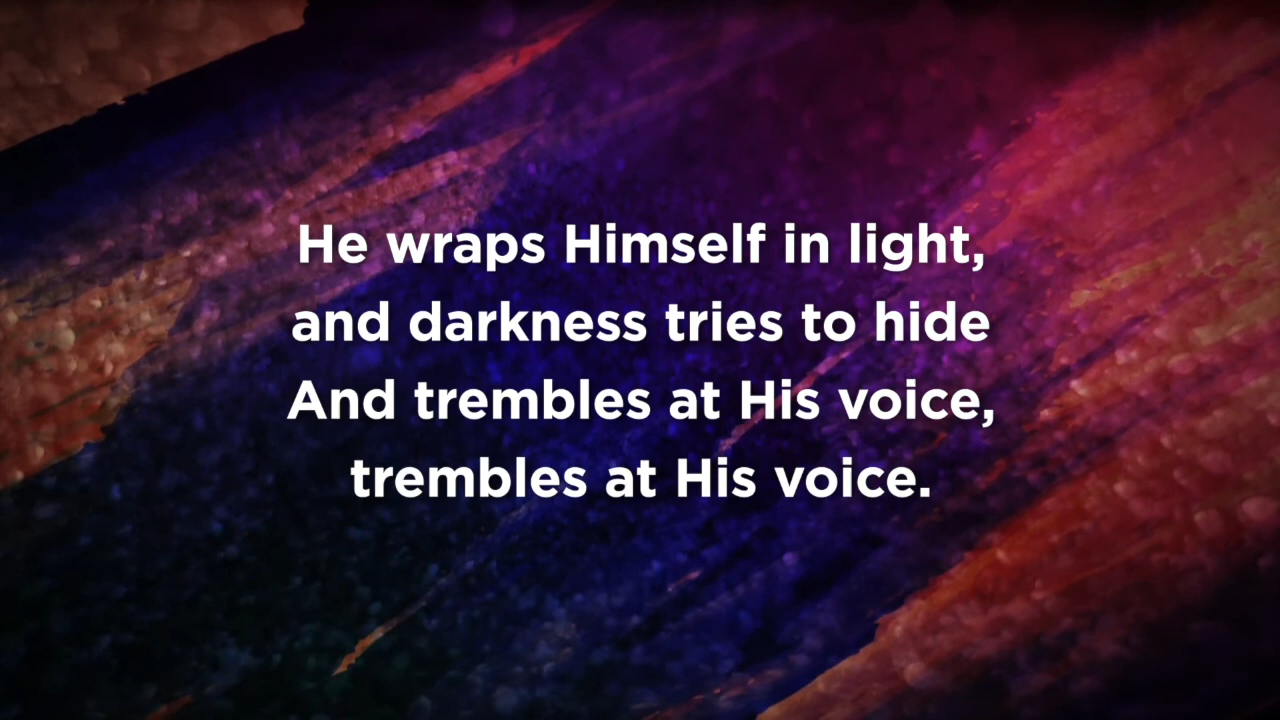 He wraps Himself in light,
and darkness tries to hide
And trembles at His voice,
trembles at His voice.